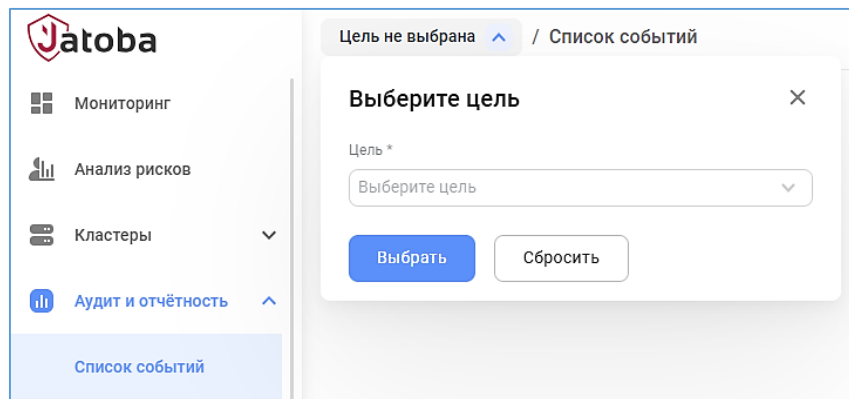 Jatoba
Цель не выбрана / Список событий
Мониторинг
Анализ рисков
Кластеры
Аудит и отчётность
Список событий
Выберите цель
Цель *
Выберите цель
Выбрать Сбросить